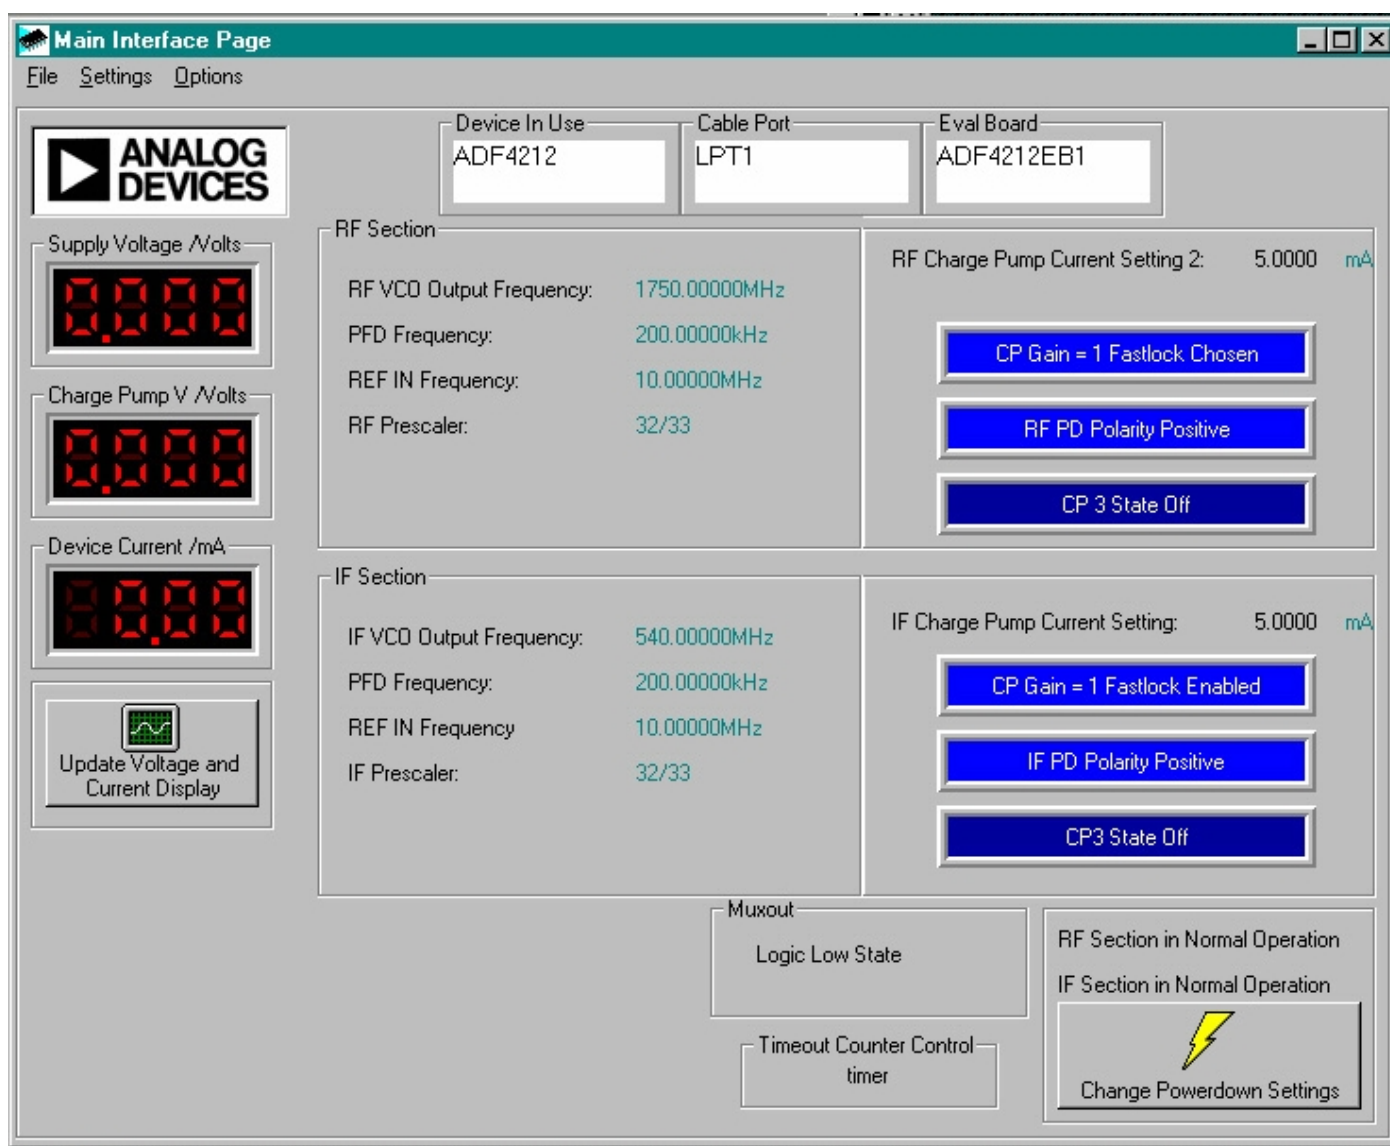 Main Interface Page
File Settings Options
ANALOG
DEVICES
Device In Use
ADF4212
Cable Port
LPT1
Eval Board
ADF4212EB1
Supply Voltage /Volts
0.000
Charge Pump V /Volts
0.000
Device Current /mA
0.00
Update Voltage and
Current Display
RF Section
RF VCO Output Frequency: 1750.00000MHz
PFD Frequency: 200.00000kHz
REF IN Frequency: 10.00000MHz
RF Prescaler: 32/33
RF Charge Pump Current Setting 2: 5.0000 mA
CP Gain = 1 Fastlock Chosen
RF PD Polarity Positive
CP 3 State Off
IF Section
IF VCO Output Frequency: 540.00000MHz
PFD Frequency: 200.00000kHz
REF IN Frequency 10.00000MHz
IF Prescaler: 32/33
IF Charge Pump Current Setting: 5.0000 mA
CP Gain = 1 Fastlock Enabled
IF PD Polarity Positive
CP3 State Off
Muxout
Logic Low State
Timeout Counter Control
timer
RF Section in Normal Operation
IF Section in Normal Operation
Change Powerdown Settings